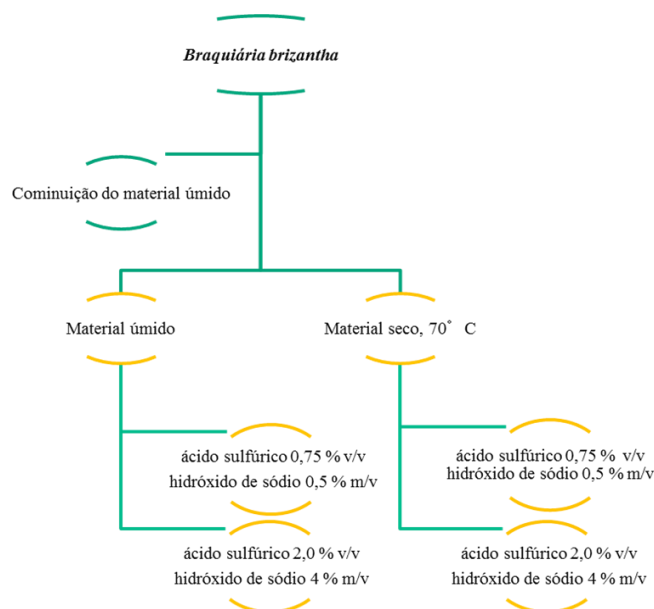 Braquiária brizantha
Cominuição do material úmido
Material úmido
Material seco, 70° C
ácido sulfúrico 0,75 % v/v
hidróxido de sódio 0,5 % m/v
ácido sulfúrico 0,75 % v/v
hidróxido de sódio 0,5 % m/v
ácido sulfúrico 2,0 % v/v
hidróxido de sódio 4 % m/v
ácido sulfúrico 2,0 % v/v
hidróxido de sódio 4 % m/v